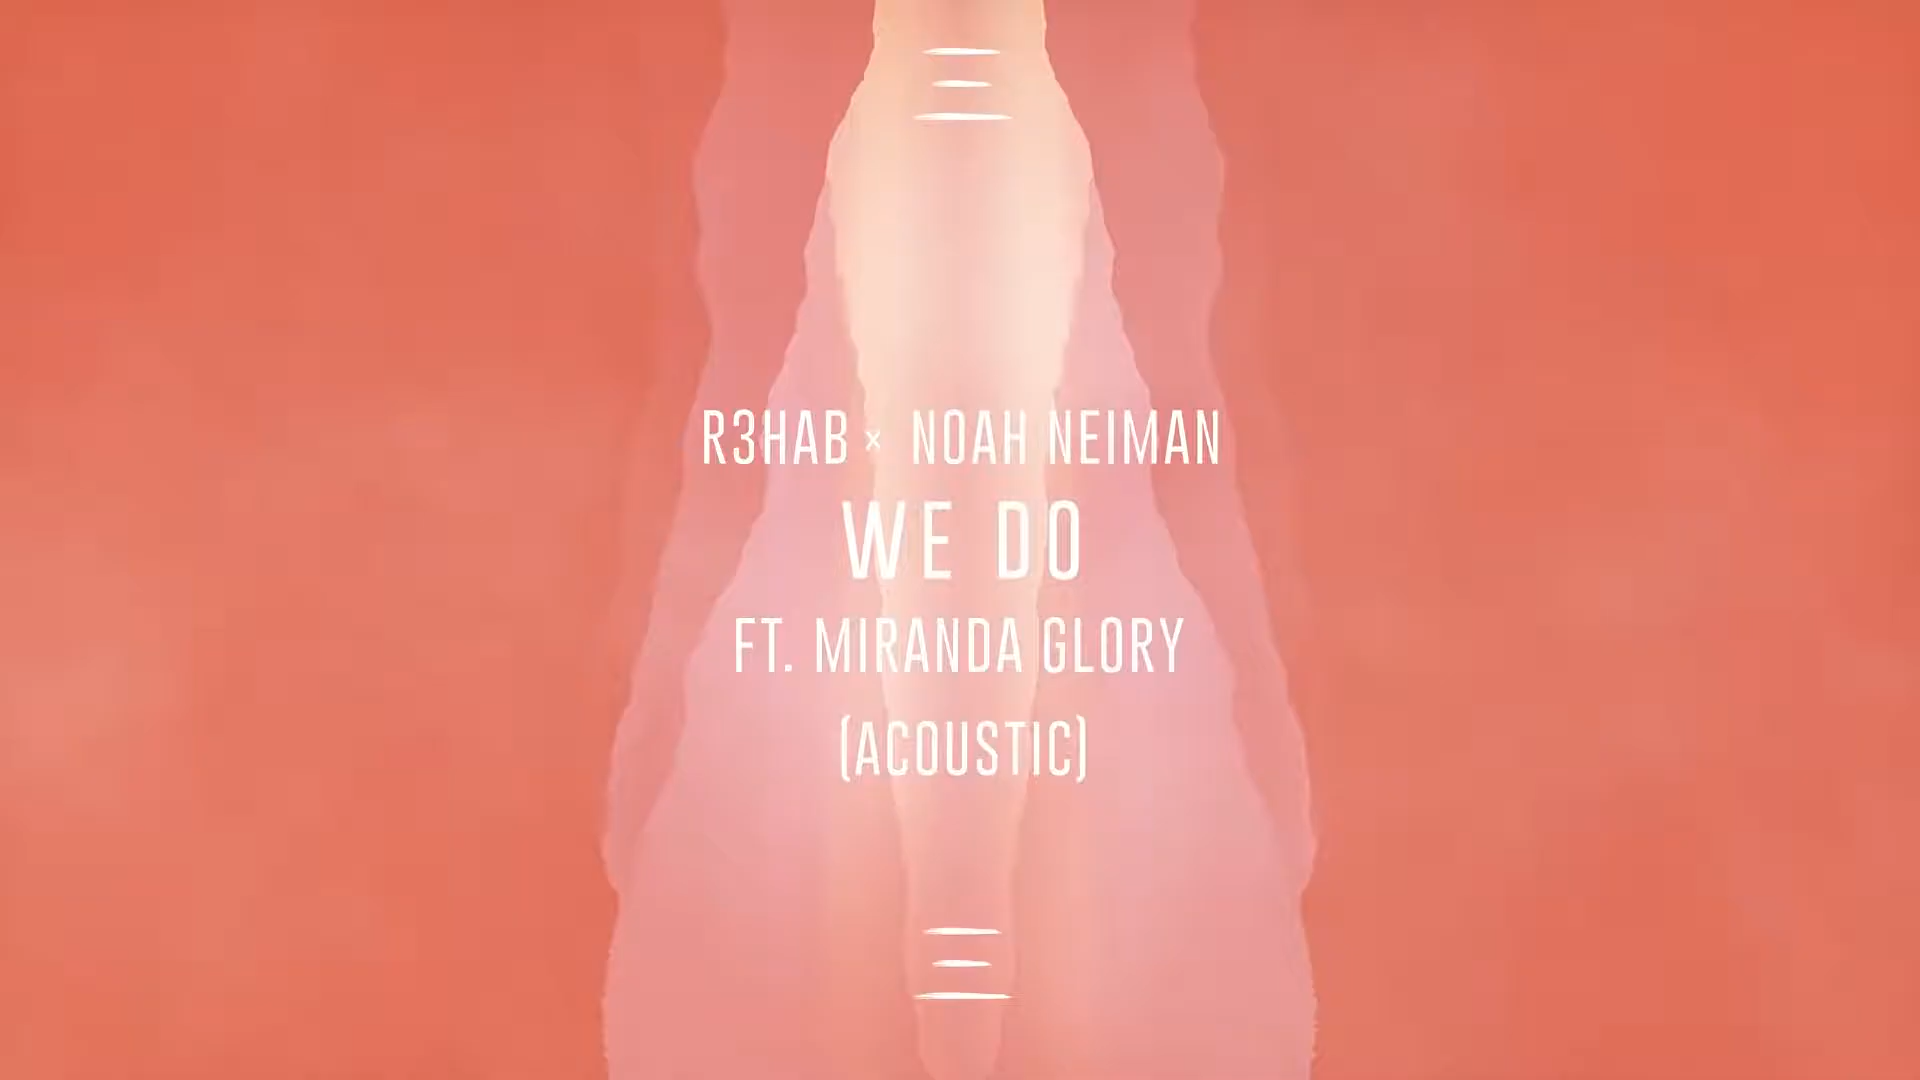 R3HAB × NOAH NEIMAN
WE DO
FT. MIRANDA GLORY
(ACOUSTIC)